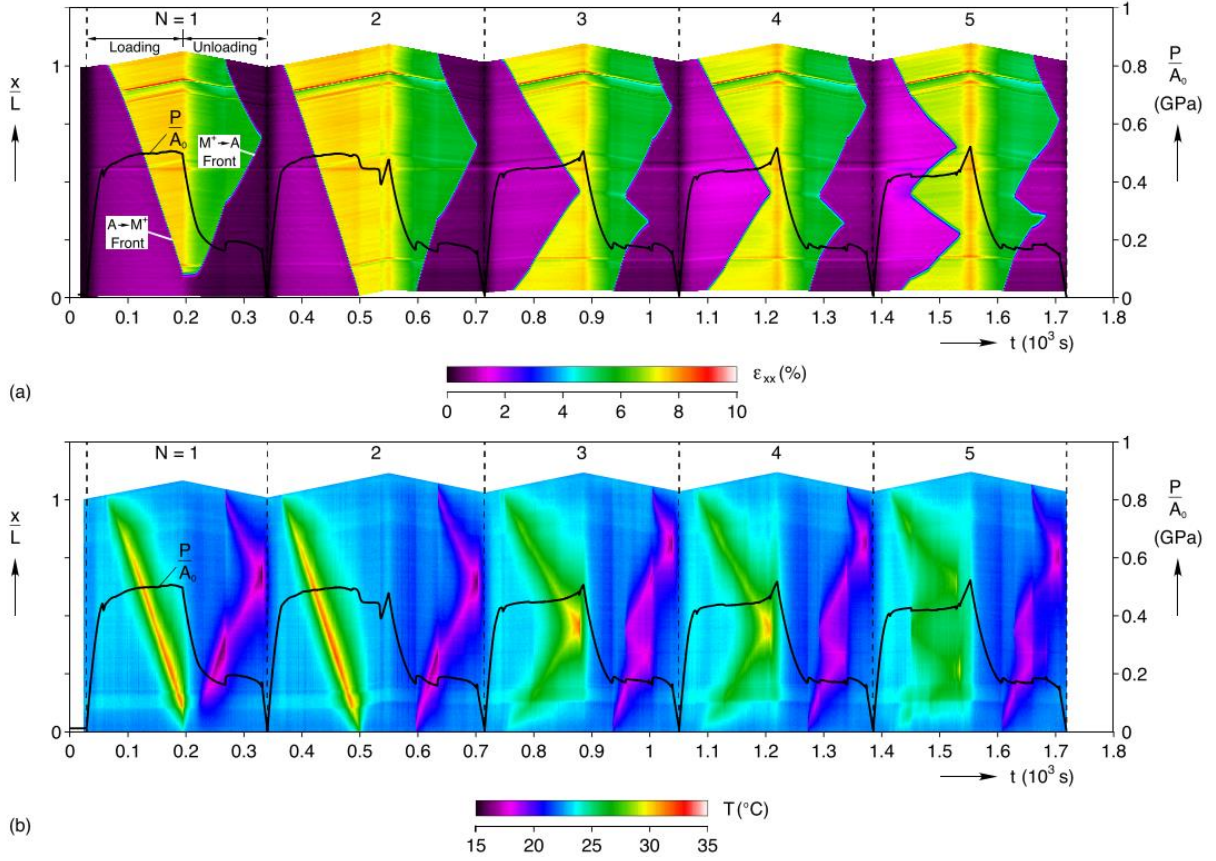 N = 1 2 3 4 5
Loading Unloading
x/L
P/A₀
M⁺→A
Front
A→M⁺
Front
1
0
1
0.8
0.6
0.4
0.2
0
P/A₀
(GPa)
0 0.1 0.2 0.3 0.4 0.5 0.6 0.7 0.8 0.9 1 1.1 1.2 1.3 1.4 1.5 1.6 1.7 1.8
t (10³ s)
(a)
ε_xx (%)
0 2 4 6 8 10
N = 1 2 3 4 5
x/L
P/A₀
1
0
1
0.8
0.6
0.4
0.2
0
P/A₀
(GPa)
0 0.1 0.2 0.3 0.4 0.5 0.6 0.7 0.8 0.9 1 1.1 1.2 1.3 1.4 1.5 1.6 1.7 1.8
t (10³ s)
(b)
T (°C)
15 20 25 30 35